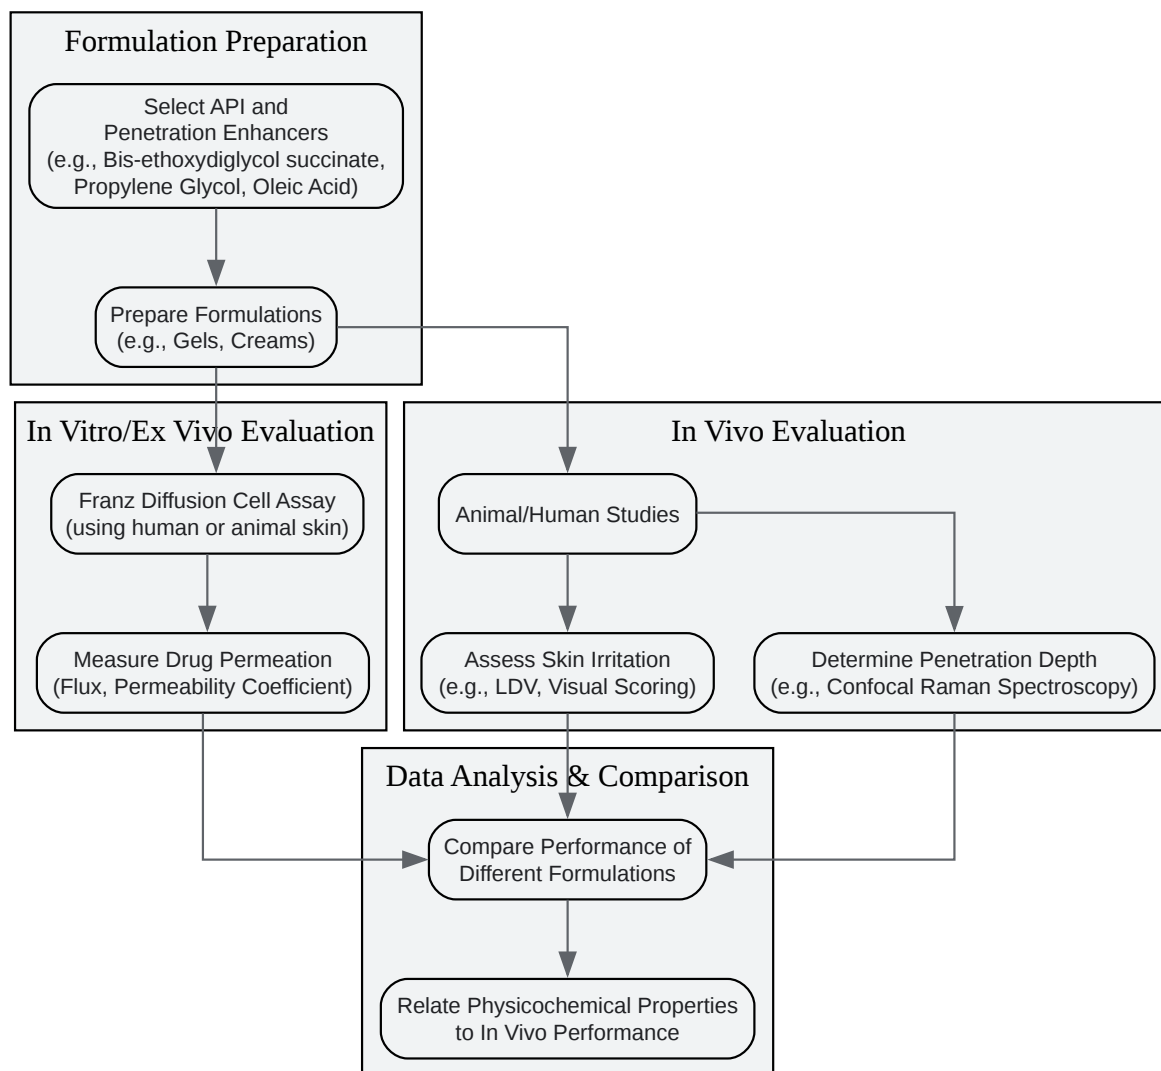 Formulation Preparation
Select API and
Penetration Enhancers
(e.g., Bis-ethoxydiglycol succinate,
Propylene Glycol, Oleic Acid)
Prepare Formulations
(e.g., Gels, Creams)
In Vitro/Ex Vivo Evaluation
Franz Diffusion Cell Assay
(using human or animal skin)
Measure Drug Permeation
(Flux, Permeability Coefficient)
In Vivo Evaluation
Animal/Human Studies
Assess Skin Irritation
(e.g., LDV, Visual Scoring)
Determine Penetration Depth
(e.g., Confocal Raman Spectroscopy)
Data Analysis & Comparison
Compare Performance of
Different Formulations
Relate Physicochemical Properties
to In Vivo Performance